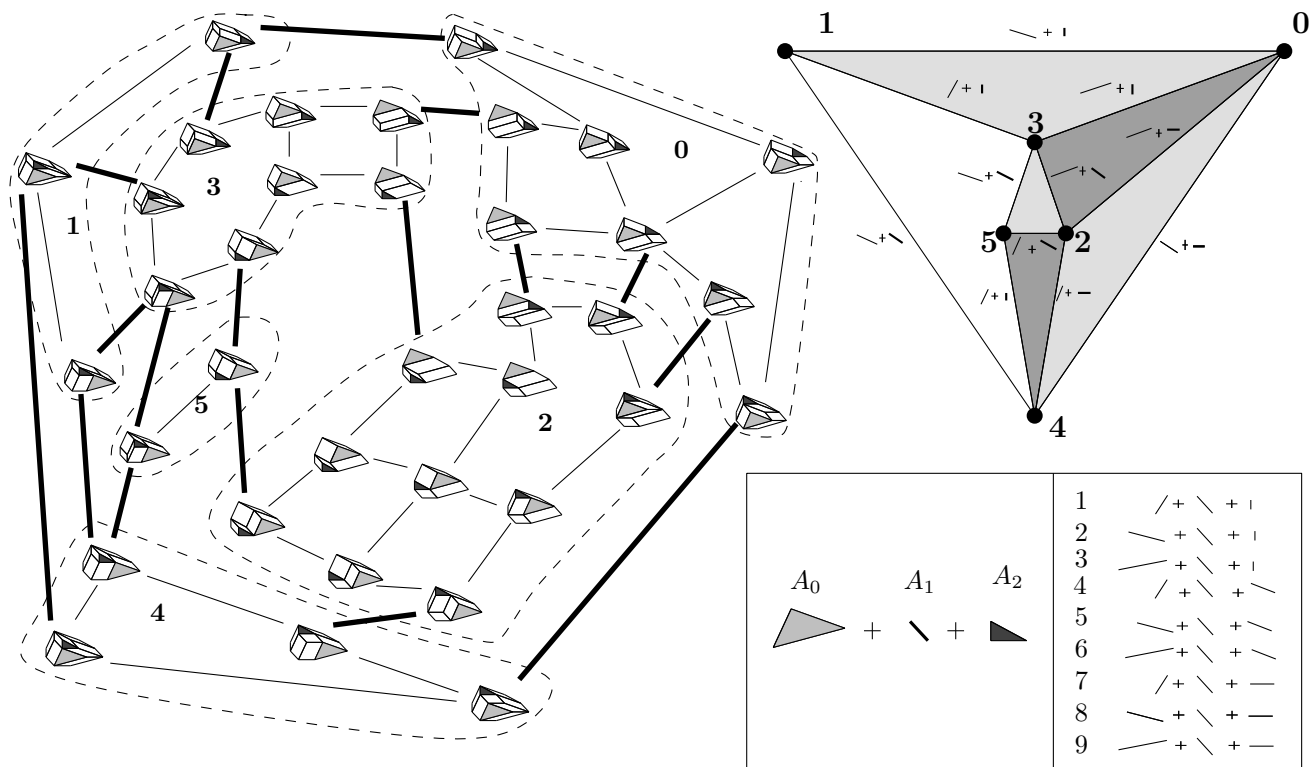 1 0
3
5 2
4
0
3
1
5
2
4
A₀ A₁ A₂
+ +
1 + +
2 + +
3 + +
4 + +
5 + +
6 + +
7 + +
8 + +
9 + +